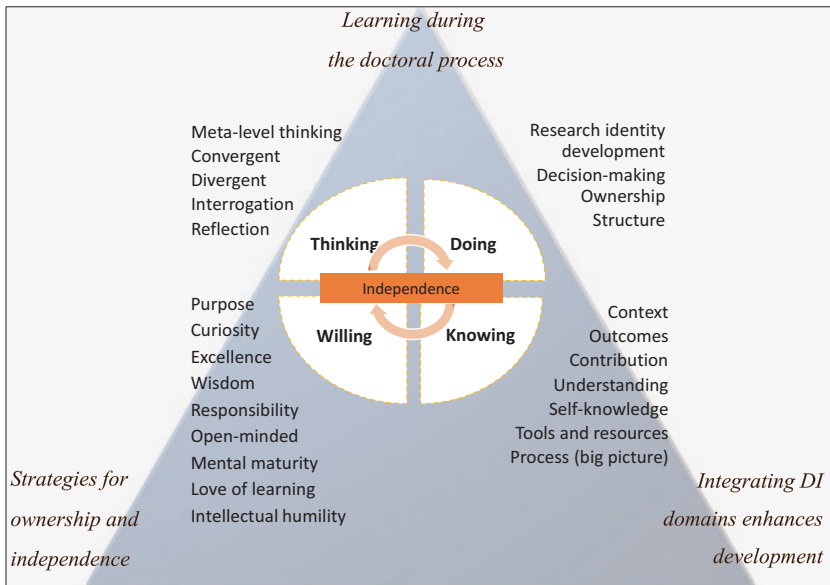 Learning during
the doctoral process
Meta-level thinking
Convergent
Divergent
Interrogation
Reflection
Research identity
development
Decision-making
Ownership
Structure
Thinking
Doing
Independence
Willing
Knowing
Purpose
Curiosity
Excellence
Wisdom
Responsibility
Open-minded
Mental maturity
Love of learning
Intellectual humility
Context
Outcomes
Contribution
Understanding
Self-knowledge
Tools and resources
Process (big picture)
Strategies for
ownership and
independence
Integrating DI
domains enhances
development